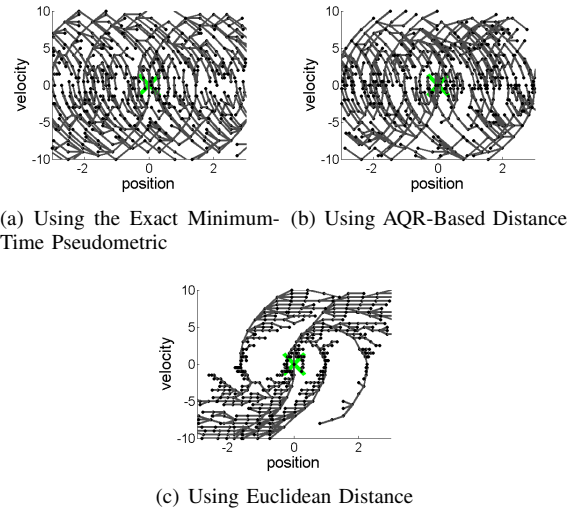 10
5
0
-5
-10
velocity
-2
0
2
position
10
5
0
-5
-10
velocity
-2
0
2
position
(a) Using the Exact Minimum-
Time Pseudometric
(b) Using AQR-Based Distance
10
5
0
-5
-10
velocity
-2
0
2
position
(c) Using Euclidean Distance